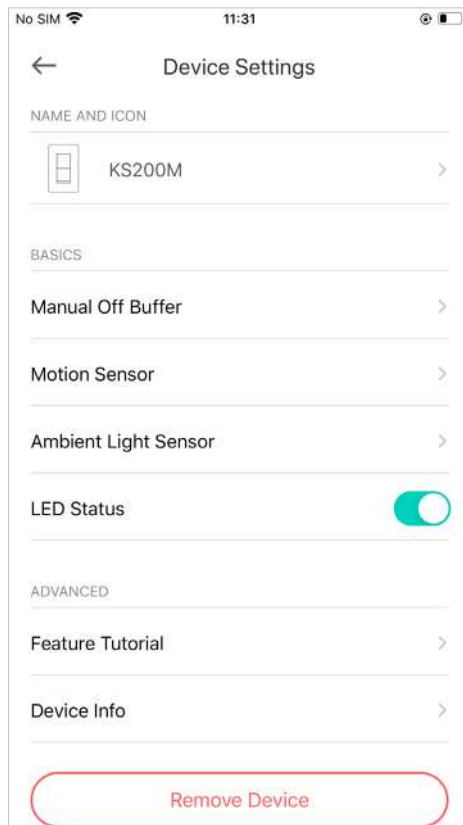 No SIM 11:31
Device Settings
NAME AND ICON
KS200M
BASICS
Manual Off Buffer
Motion Sensor
Ambient Light Sensor
LED Status
ADVANCED
Feature Tutorial
Device Info
Remove Device